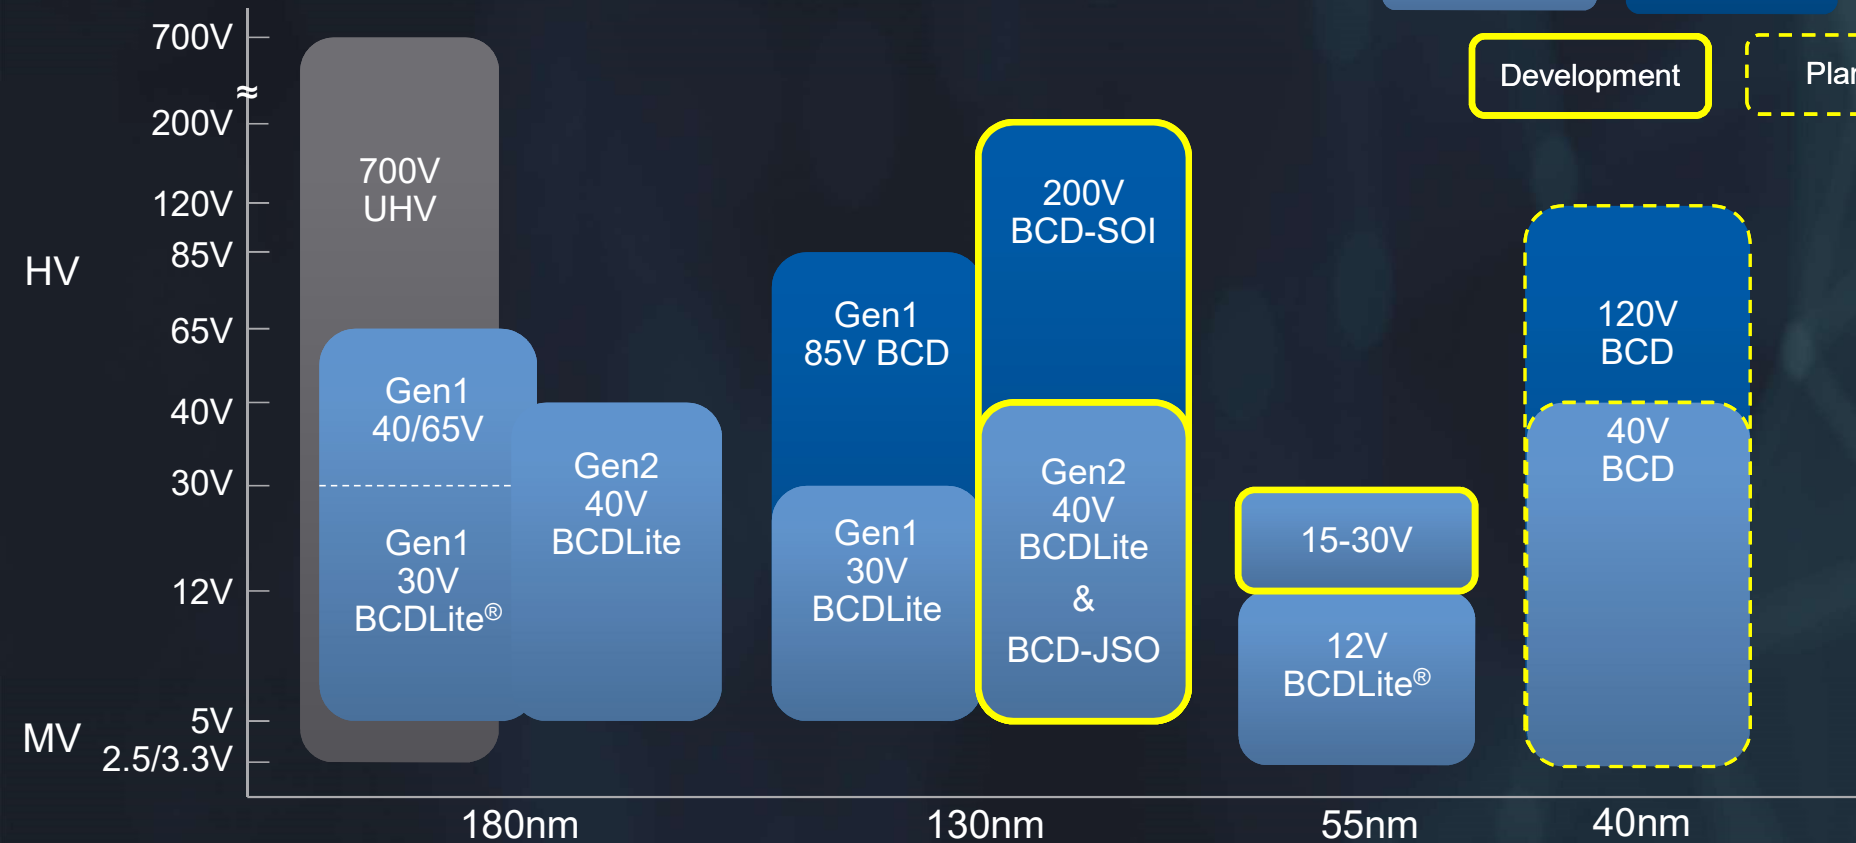 700V
≈
200V
120V
85V
65V
40V
30V
12V
5V
2.5/3.3V
HV
MV
Development
700V
UHV
Gen1
40/65V
Gen1
30V
BCDLite®
Gen2
40V
BCDLite
Gen1
85V BCD
Gen1
30V
BCDLite
200V
BCD-SOI
Gen2
40V
BCDLite
&
BCD-JSO
15-30V
12V
BCDLite®
120V
BCD
40V
BCD
180nm
130nm
55nm
40nm